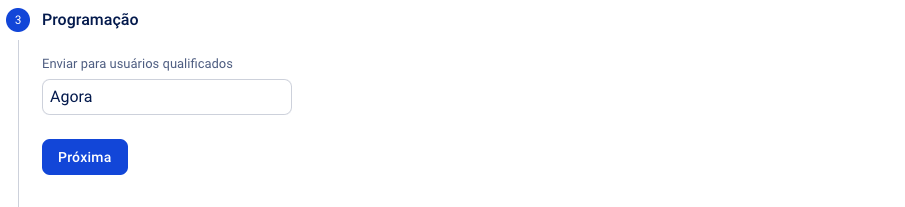 3 Programação
Enviar para usuários qualificados
Agora
Próxima